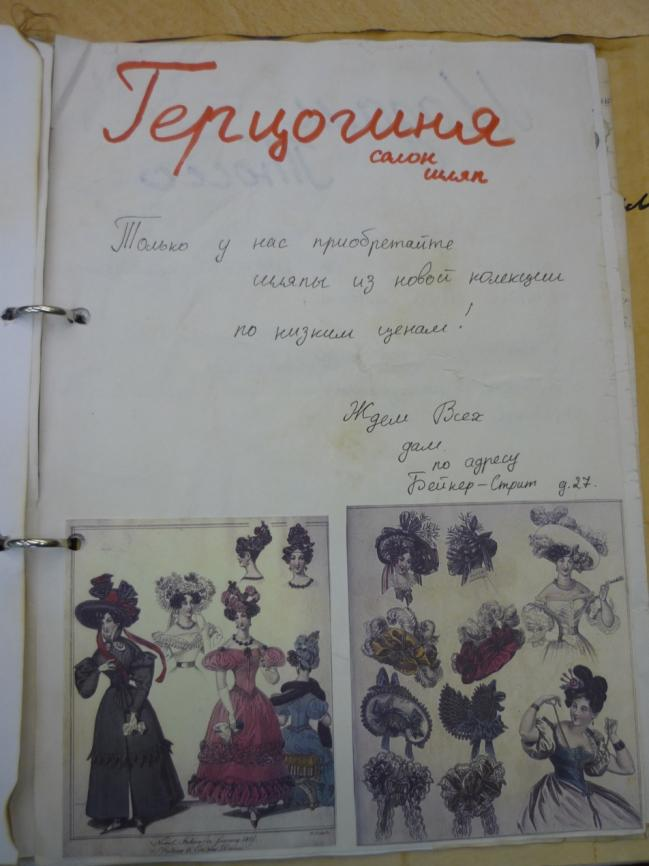 Герцогиня
салон
шляп
Только у нас приобретайте
шляпы из новой колекции
по низким ценам!
Ждем Всех
дам
по адресу
Бейкер-Стрит д.27.